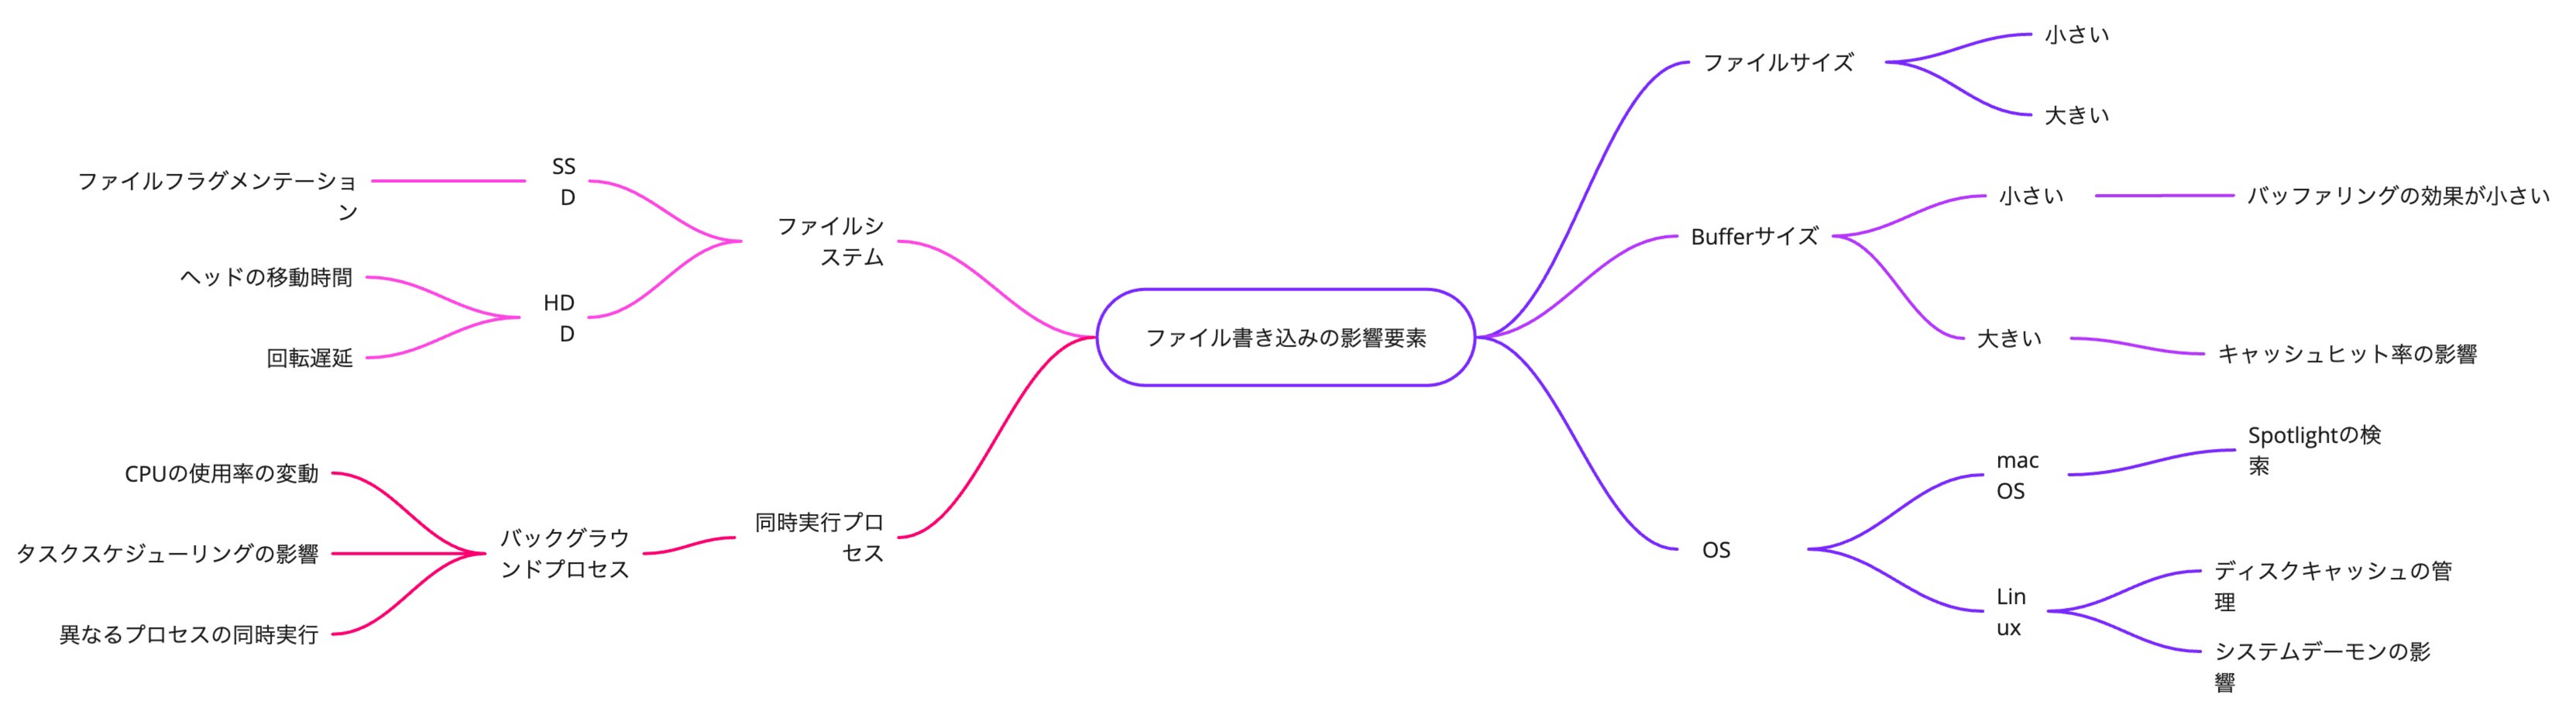 ファイル書き込みの影響要素
ファイルサイズ
小さい
大きい
Bufferサイズ
小さい
バッファリングの効果が小さい
大きい
キャッシュヒット率の影響
OS
mac
OS
Spotlightの検
索
Lin
ux
ディスクキャッシュの管
理
システムデーモンの影
響
ファイルシ
ステム
SS
D
ファイルフラグメンテーショ
ン
HD
D
ヘッドの移動時間
回転遅延
同時実行プロ
セス
バックグラウ
ンドプロセス
CPUの使用率の変動
タスクスケジューリングの影響
異なるプロセスの同時実行